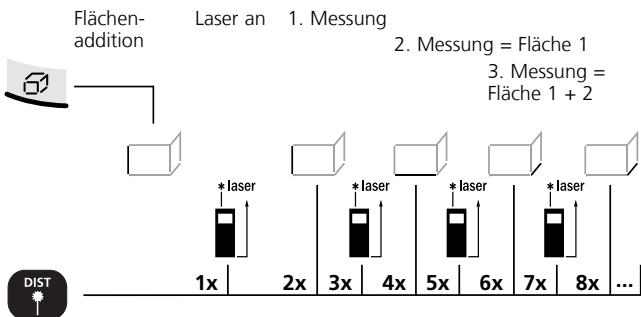 Flächen-
addition
Laser an
1. Messung
2. Messung = Fläche 1
3. Messung =
Fläche 1 + 2
* laser
* laser
* laser
* laser
DIST
1x
2x
3x
4x
5x
6x
7x
8x
...